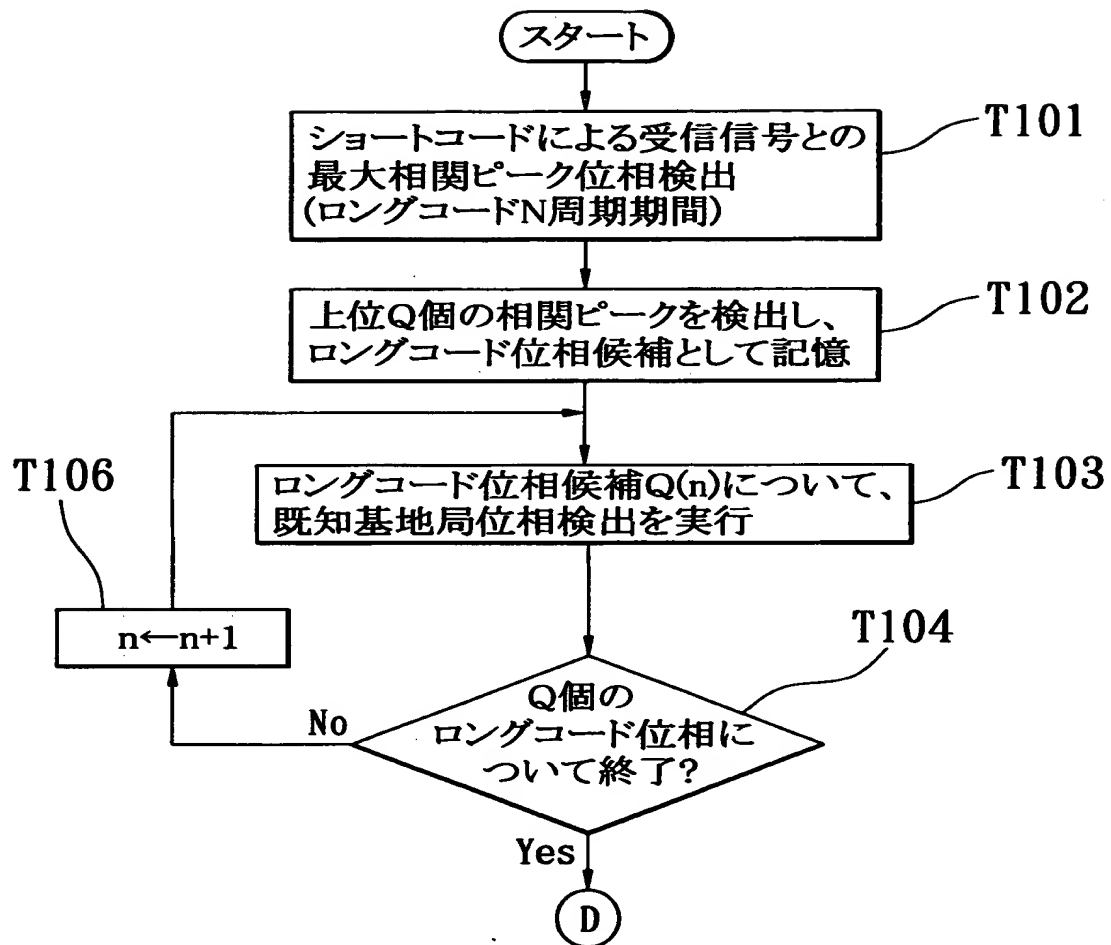 スタート
ショートコードによる受信信号との
最大相関ピーク位相検出
(ロングコードN周期期間)
T101
上位Q個の相関ピークを検出し、
ロングコード位相候補として記憶
T102
ロングコード位相候補Q(n)について、
既知基地局位相検出を実行
T103
T106
n←n+1
T104
Q個の
ロングコード位相に
ついて終了?
No
Yes
D